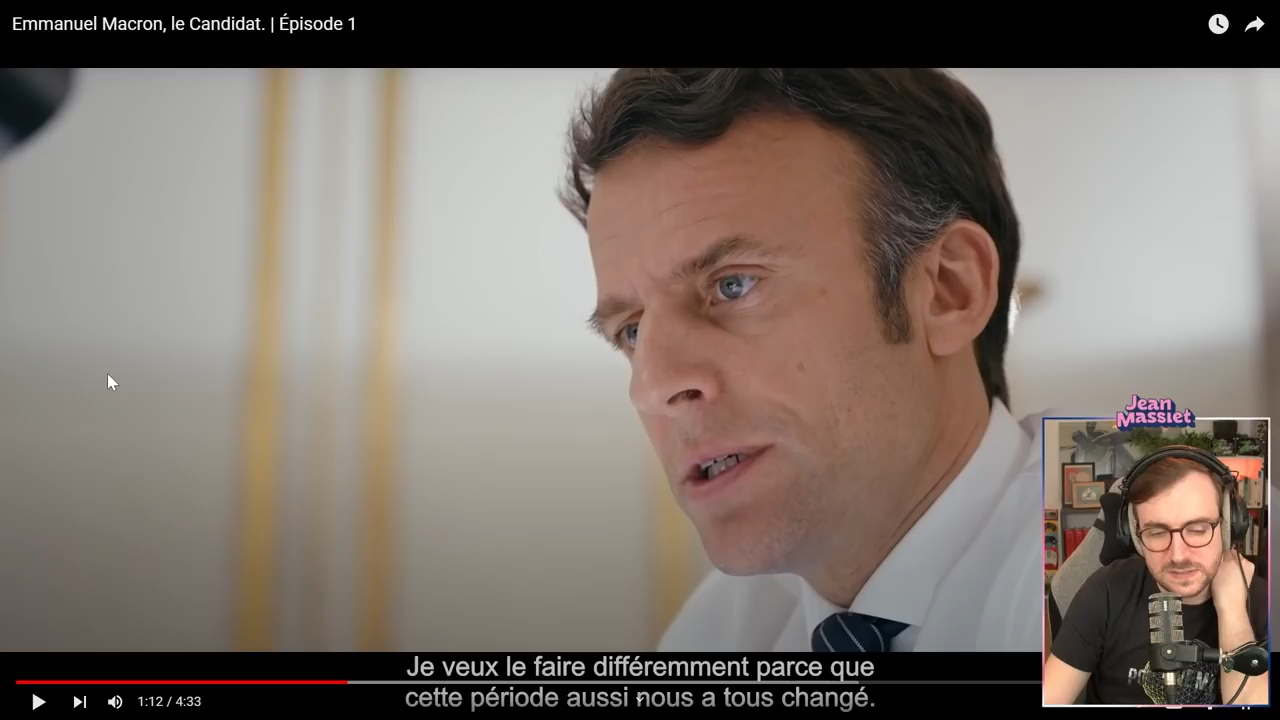 Emmanuel Macron, le Candidat. | Épisode 1
Jean
Massiet
Je veux le faire différemment parce que
cette période aussi nous a tous changé.
1:12 / 4:33